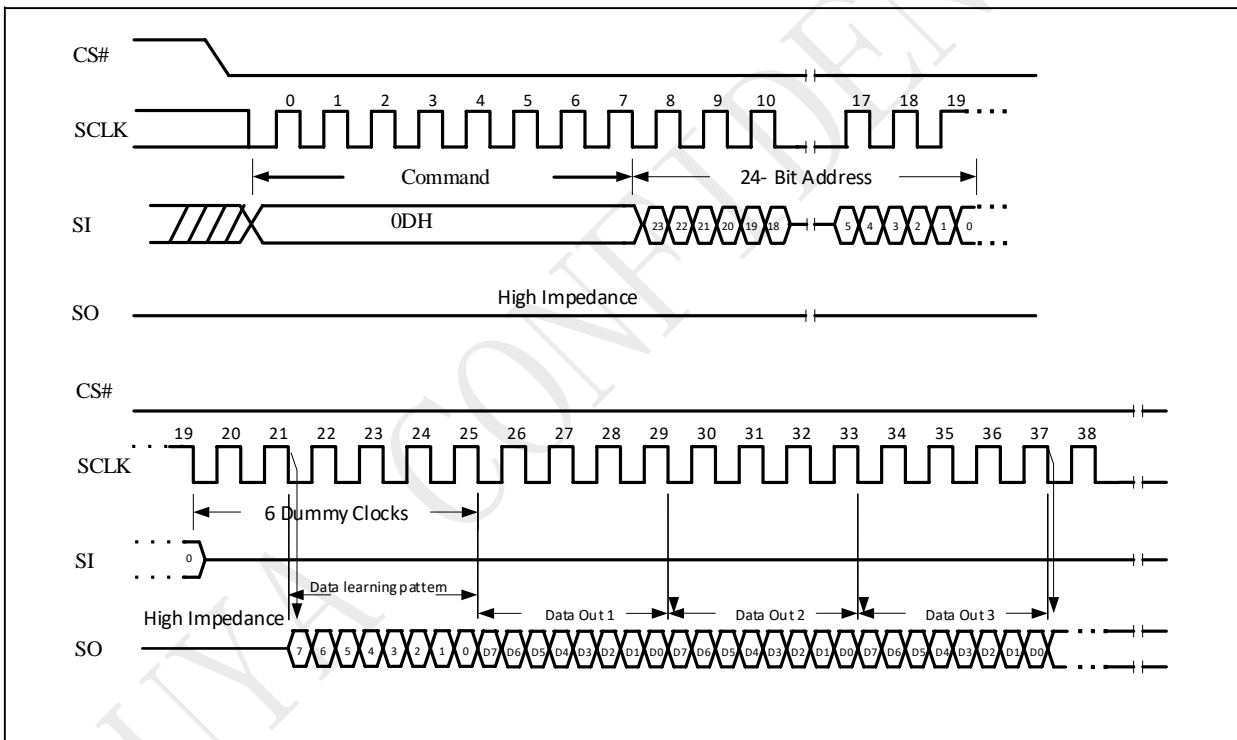 CS#
0 1 2 3 4 5 6 7 8 9 10 17 18 19
SCLK
Command 24- Bit Address
SI 0DH 23 22 21 20 19 18 5 4 3 2 1 0
High Impedance
SO
CS#
19 20 21 22 23 24 25 26 27 28 29 30 31 32 33 34 35 36 37 38
SCLK
6 Dummy Clocks
SI 0
Data learning pattern
High Impedance Data Out 1 Data Out 2 Data Out 3
SO 7 6 5 4 3 2 1 0 D7 D6 D5 D4 D3 D2 D1 D0 D7 D6 D5 D4 D3 D2 D1 D0 D7 D6 D5 D4 D3 D2 D1 D0
UYA CONFIDEN